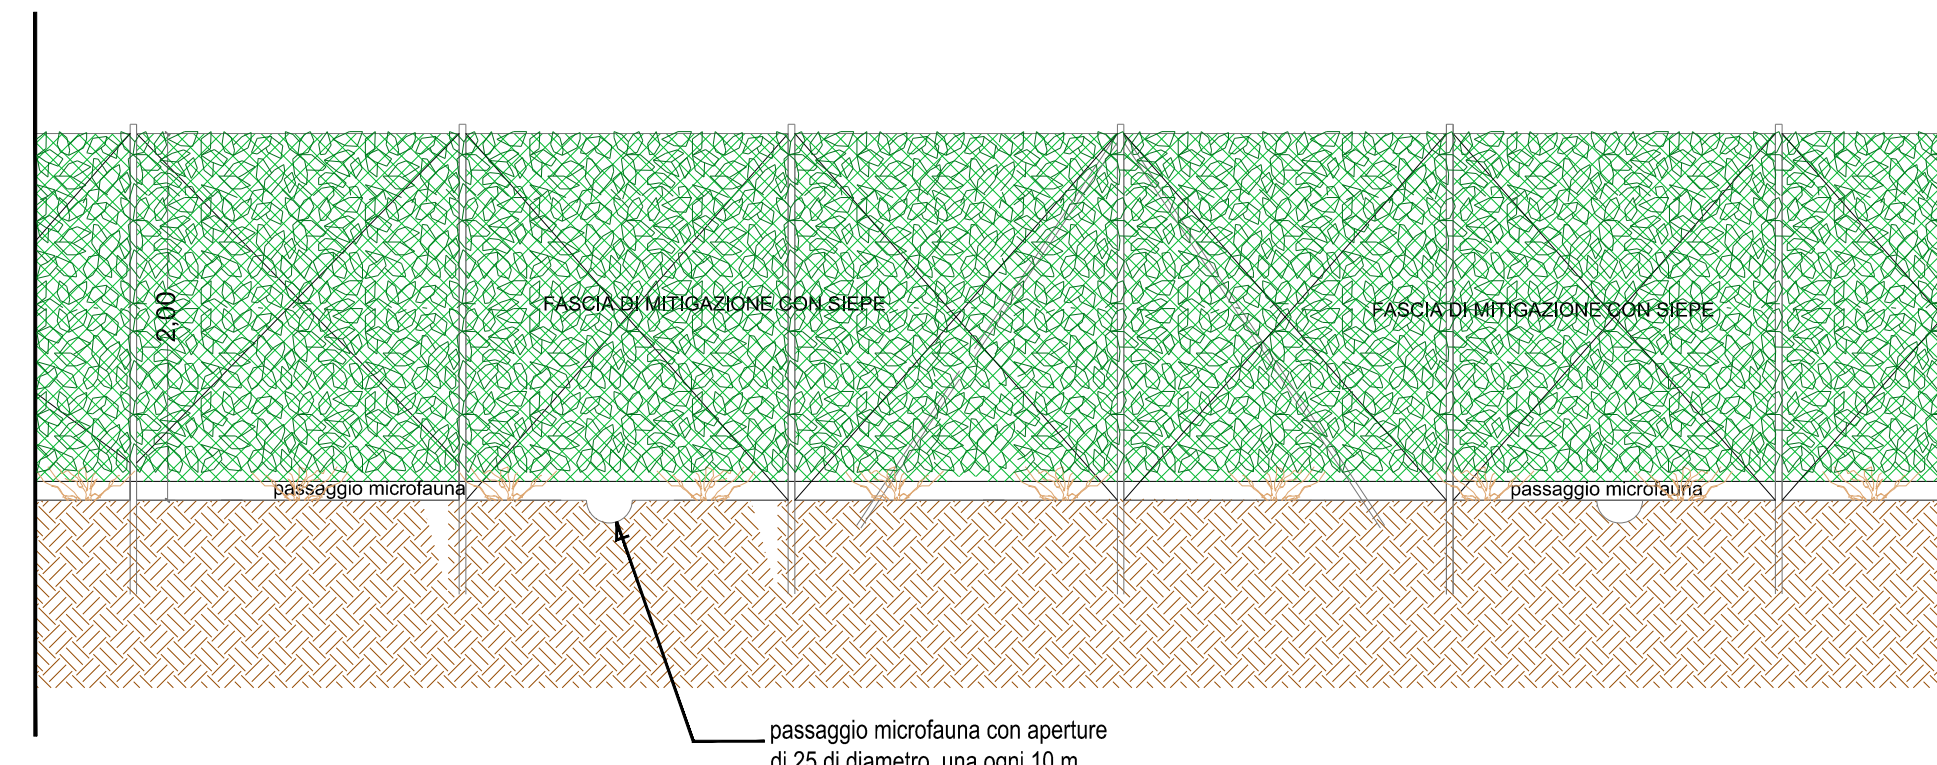 2,00
FASCIA DI MITIGAZIONE CON SIEPE
FASCIA DI MITIGAZIONE CON SIEPE
passaggio microfauna
passaggio microfauna
passaggio microfauna con aperture
di 25 di diametro, una ogni 10 m